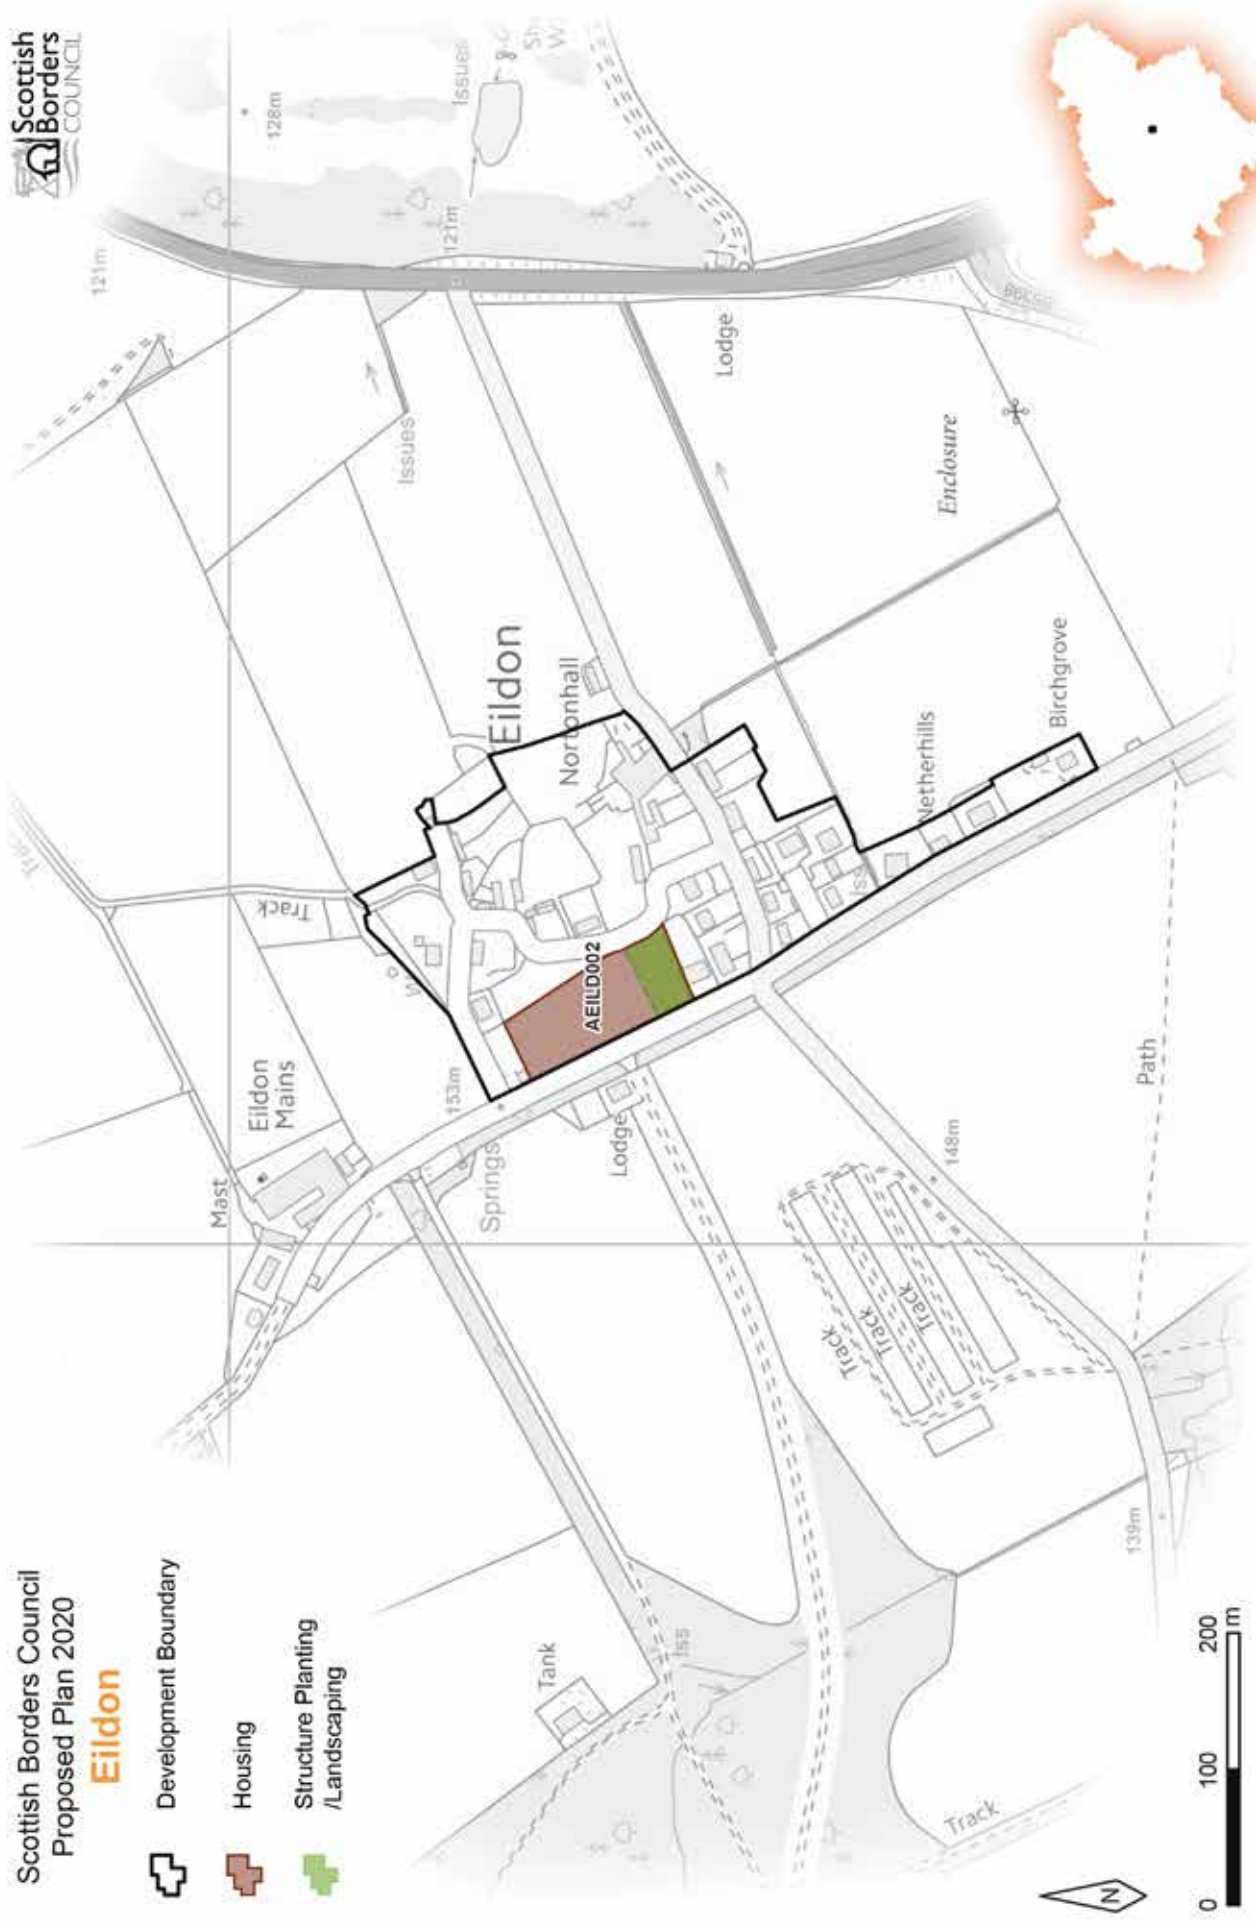 Scottish Borders Council
Proposed Plan 2020
Eildon
Development Boundary
Housing
Structure Planting
/Landscaping
Scottish
Borders
COUNCIL
121m
128m
Issues
121m
Issues
Track
Mast
Eildon
Mains
153m
Springs
Lodge
AEILD002
Eildon
Nortonhall
Lodge
Enclosure
Netherhills
Birchgrove
Tank
Iss
Iss
Track
Track
Track
148m
Path
139m
Track
N
0 100 200
m